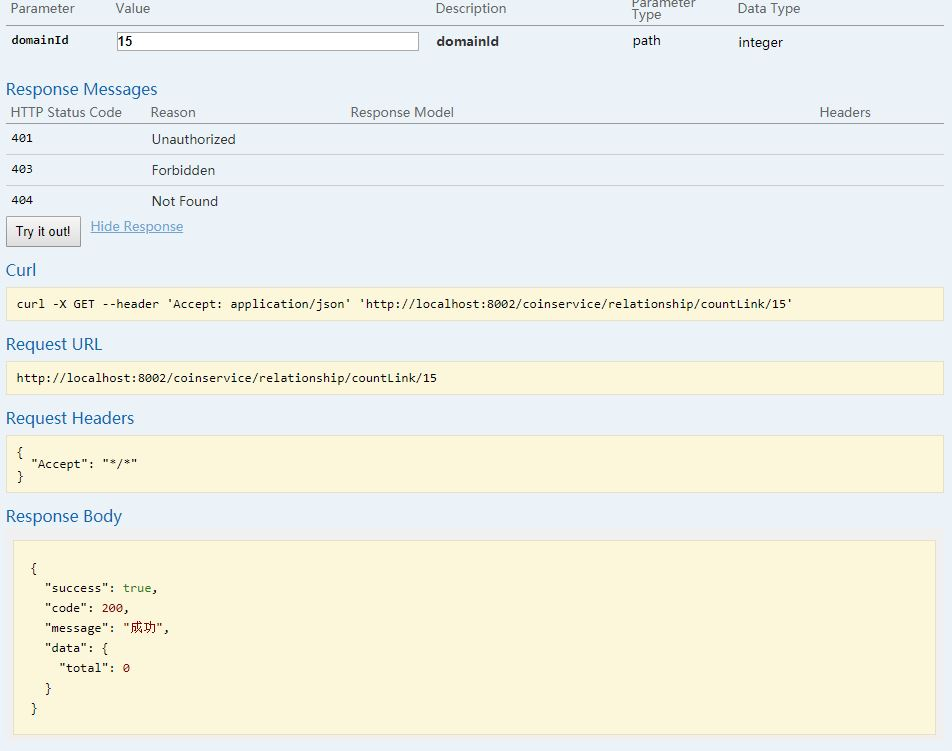 Parameter Value Description Parameter Type Data Type
domainId 15 domainId path integer
Response Messages
HTTP Status Code Reason Response Model Headers
401 Unauthorized
403 Forbidden
404 Not Found
Try it out! Hide Response
Curl
curl -X GET --header 'Accept: application/json' 'http://localhost:8002/coinservice/relationship/countLink/15'
Request URL
http://localhost:8002/coinservice/relationship/countLink/15
Request Headers
{
"Accept": "*/*"
}
Response Body
{
"success": true,
"code": 200,
"message": "成功",
"data": {
"total": 0
}
}